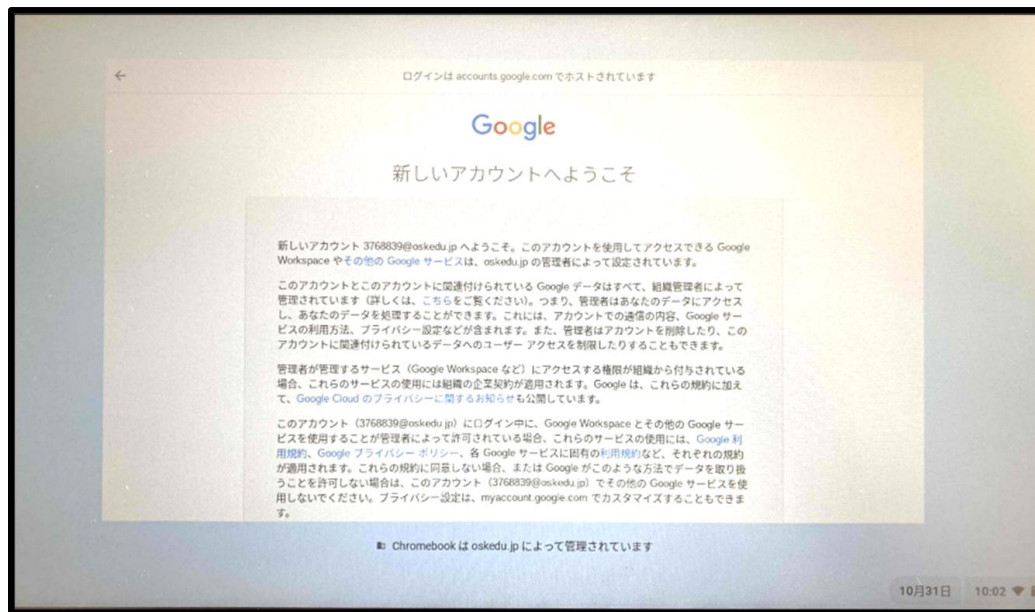 ログインは accounts.google.com でホストされています
Google
新しいアカウントへようこそ
新しいアカウント 3768839@oskedu.jp へようこそ。このアカウントを使用してアクセスできる Google
Workspace やその他の Google サービスは、oskedu.jp の管理者によって設定されています。
このアカウントとこのアカウントに関連付けられている Google データはすべて、組織管理者によって
管理されています（詳しくは、こちらをご覧ください）。つまり、管理者はあなたのデータにアクセス
し、あなたのデータを処理することができます。これには、アカウントでの通信の内容、Google サー
ビスの利用方法、プライバシー設定などが含まれます。また、管理者はアカウントを削除したり、この
アカウントに関連付けられているデータへのユーザー アクセスを制限したりすることもできます。
管理者が管理するサービス（Google Workspace など）にアクセスする権限が組織から付与されている
場合、これらのサービスの使用には組織の企業契約が適用されます。Google は、これらの規約に加え
て、Google Cloud のプライバシーに関するお知らせも公開しています。
このアカウント（3768839@oskedu.jp）にログイン中に、Google Workspace とその他の Google サー
ビスを使用することが管理者によって許可されている場合、これらのサービスの使用には、Google 利
用規約、Google プライバシー ポリシー、各 Google サービスに固有の利用規約など、それぞれの規約
が適用されます。これらの規約に同意しない場合、または Google がこのような方法でデータを取り扱
うことを許可しない場合は、このアカウント（3768839@oskedu.jp）でその他の Google サービスを使
用しないでください。プライバシー設定は、myaccount.google.com でカスタマイズすることもできま
す。
Chromebook は oskedu.jp によって管理されています
10月31日 10:02